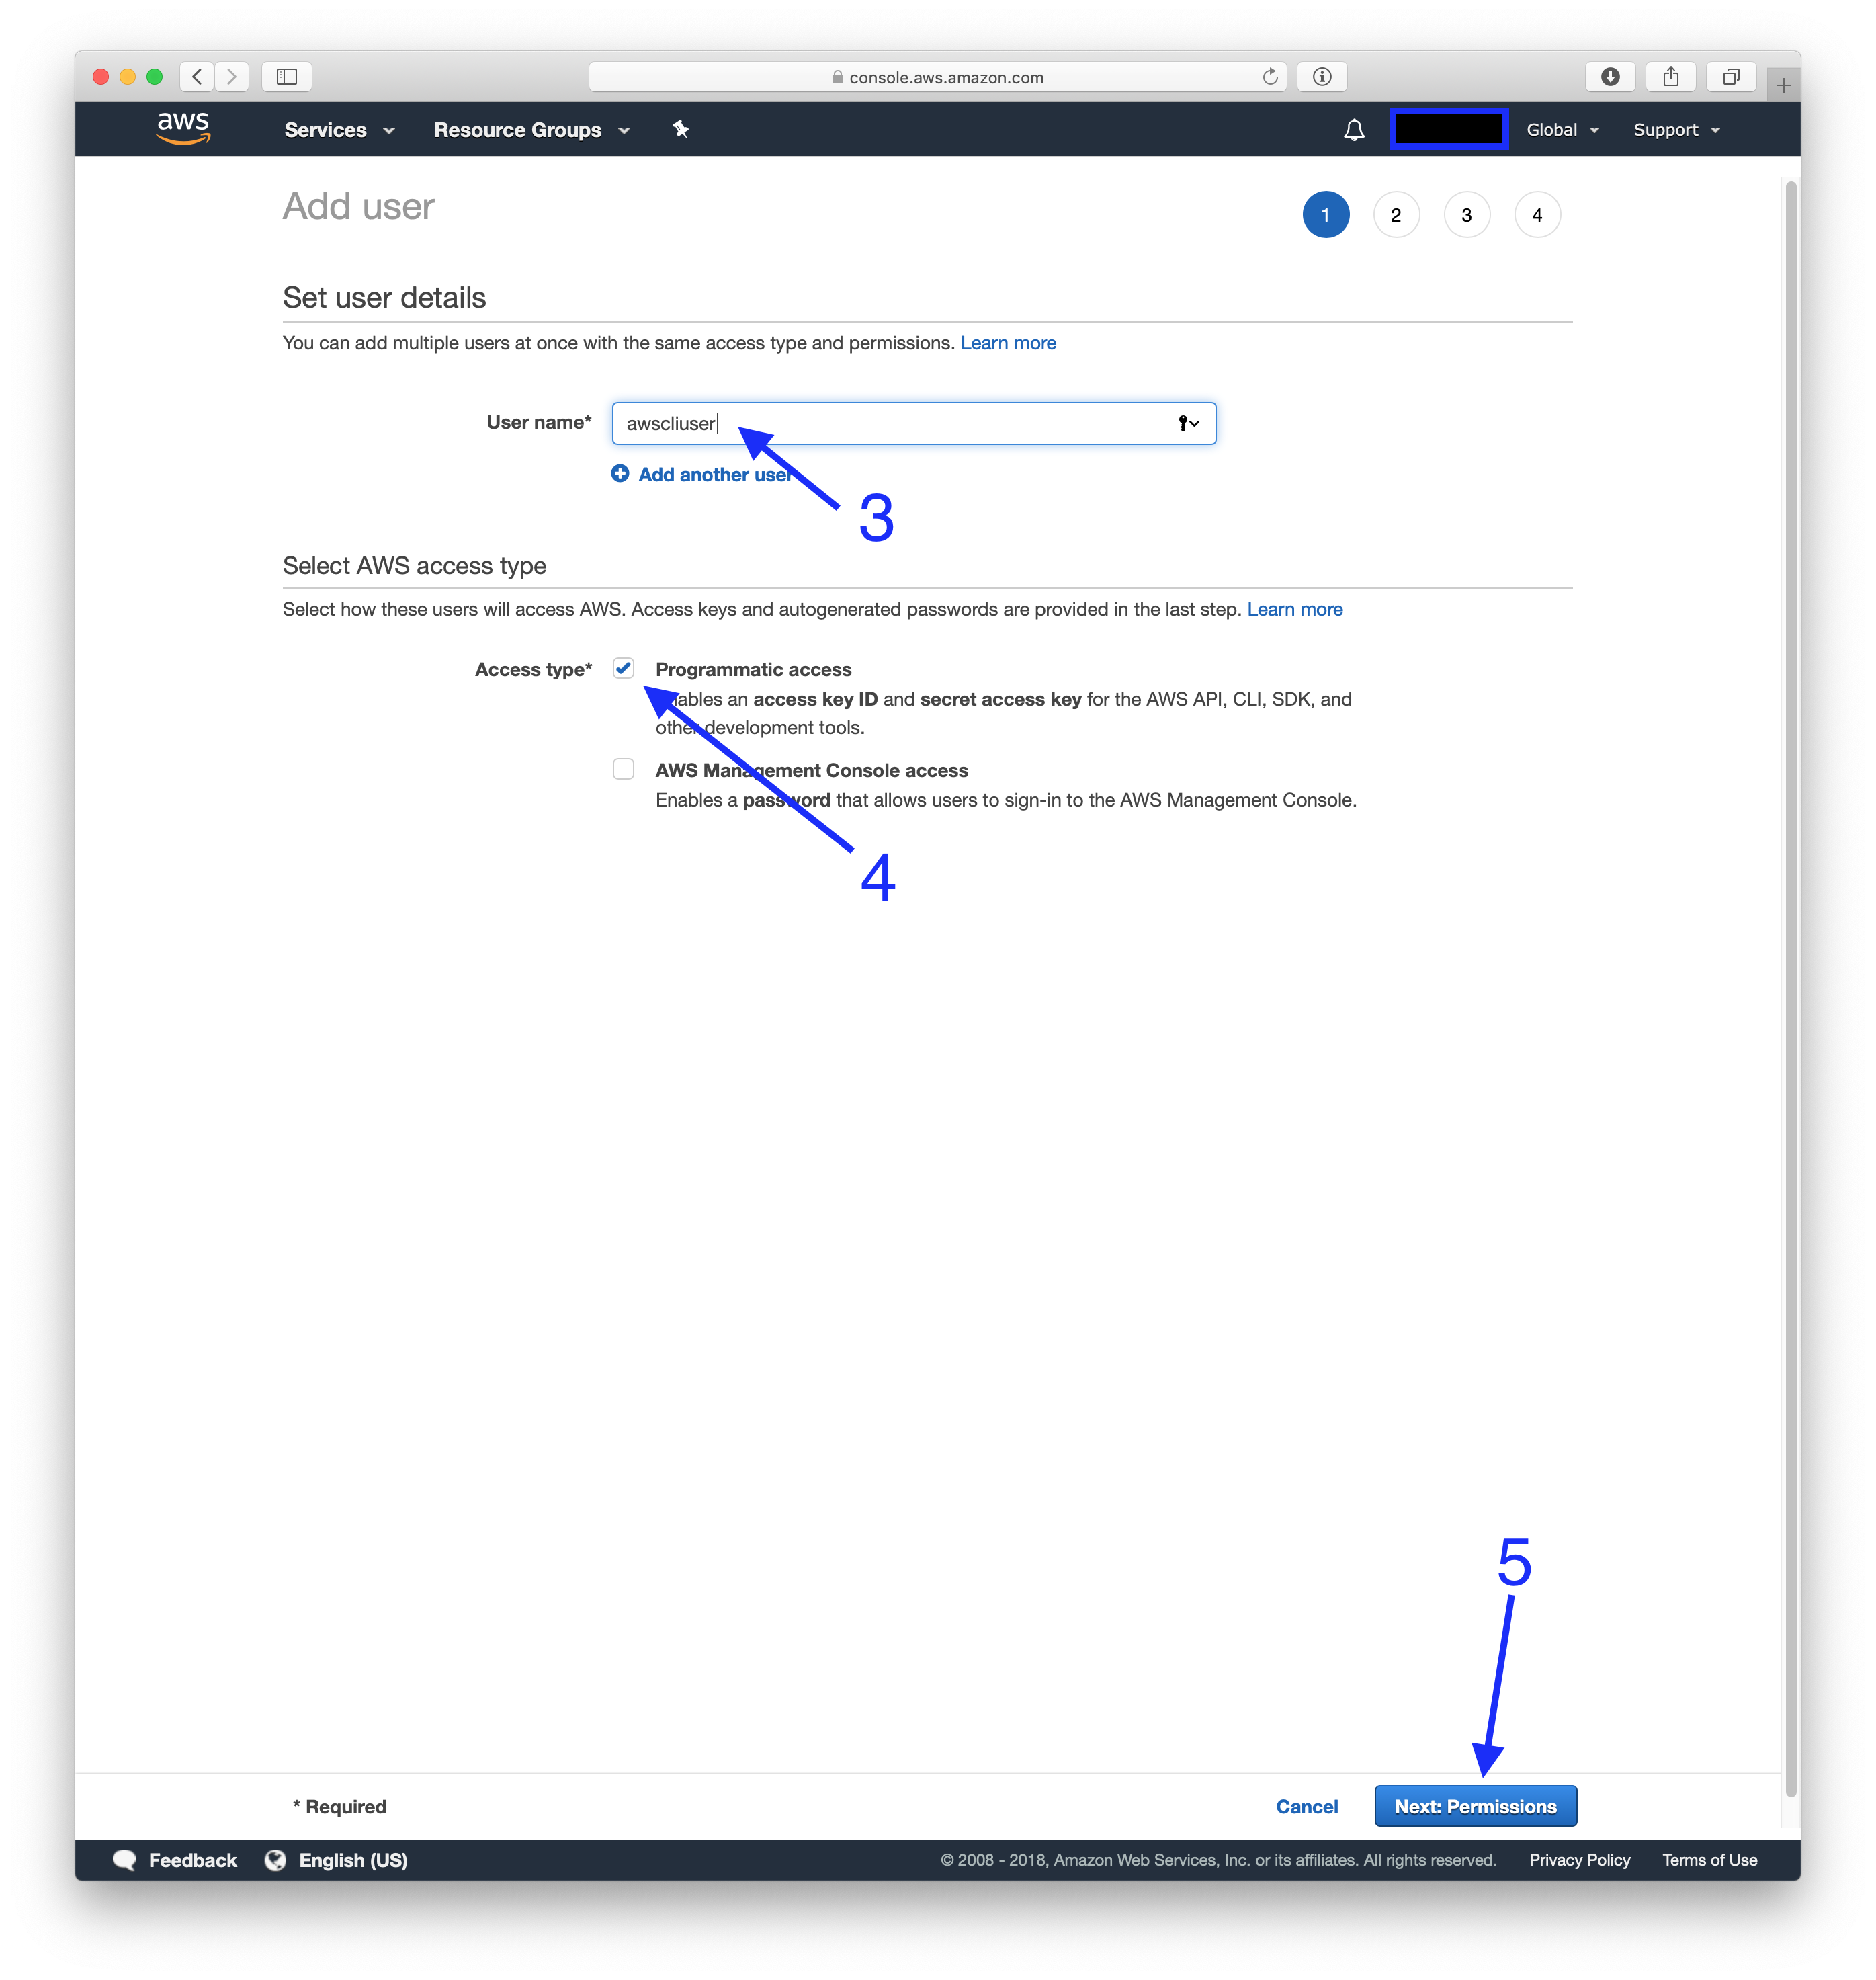 console.aws.amazon.com
aws Services Resource Groups Global Support
Add user 1 2 3 4
Set user details
You can add multiple users at once with the same access type and permissions. Learn more
User name* awscliuser
Add another user
3
Select AWS access type
Select how these users will access AWS. Access keys and autogenerated passwords are provided in the last step. Learn more
Access type* Programmatic access
Enables an access key ID and secret access key for the AWS API, CLI, SDK, and
other development tools.
AWS Management Console access
Enables a password that allows users to sign-in to the AWS Management Console.
4
5
* Required Cancel Next: Permissions
Feedback English (US) © 2008 - 2018, Amazon Web Services, Inc. or its affiliates. All rights reserved. Privacy Policy Terms of Use